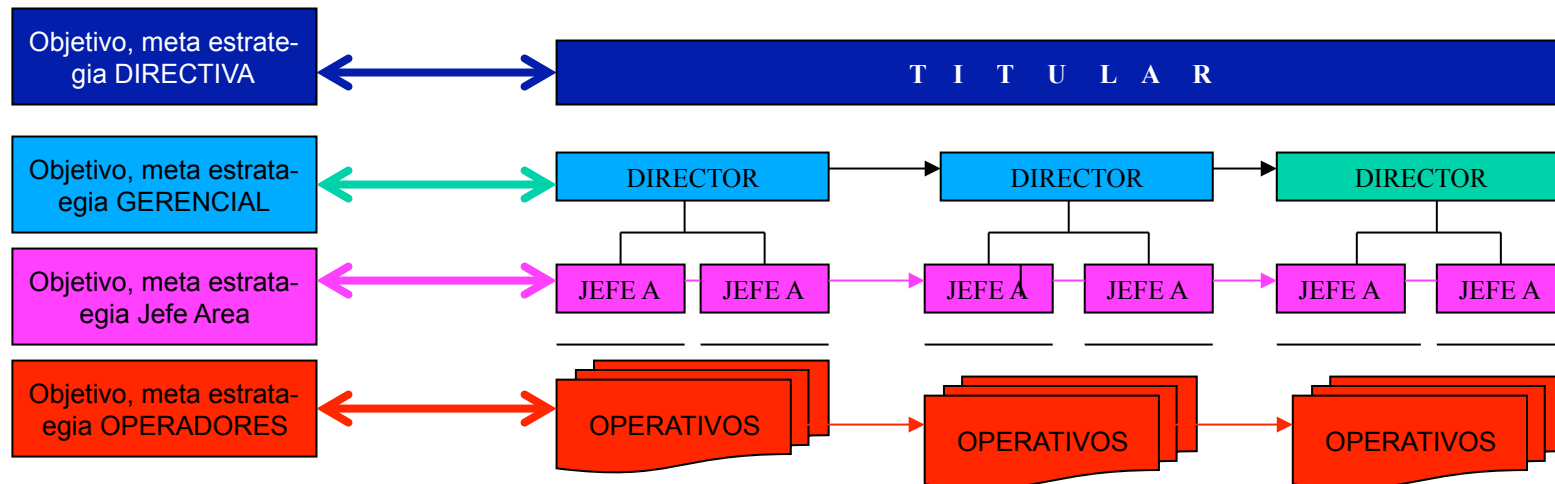 Objetivo, meta estrate-
gia DIRECTIVA
T I T U L A R
Objetivo, meta estrata-
egia GERENCIAL
DIRECTOR
DIRECTOR
DIRECTOR
Objetivo, meta estrata-
egia Jefe Area
JEFE A
JEFE A
JEFE A
JEFE A
JEFE A
JEFE A
Objetivo, meta estrata-
egia OPERADORES
OPERATIVOS
OPERATIVOS
OPERATIVOS